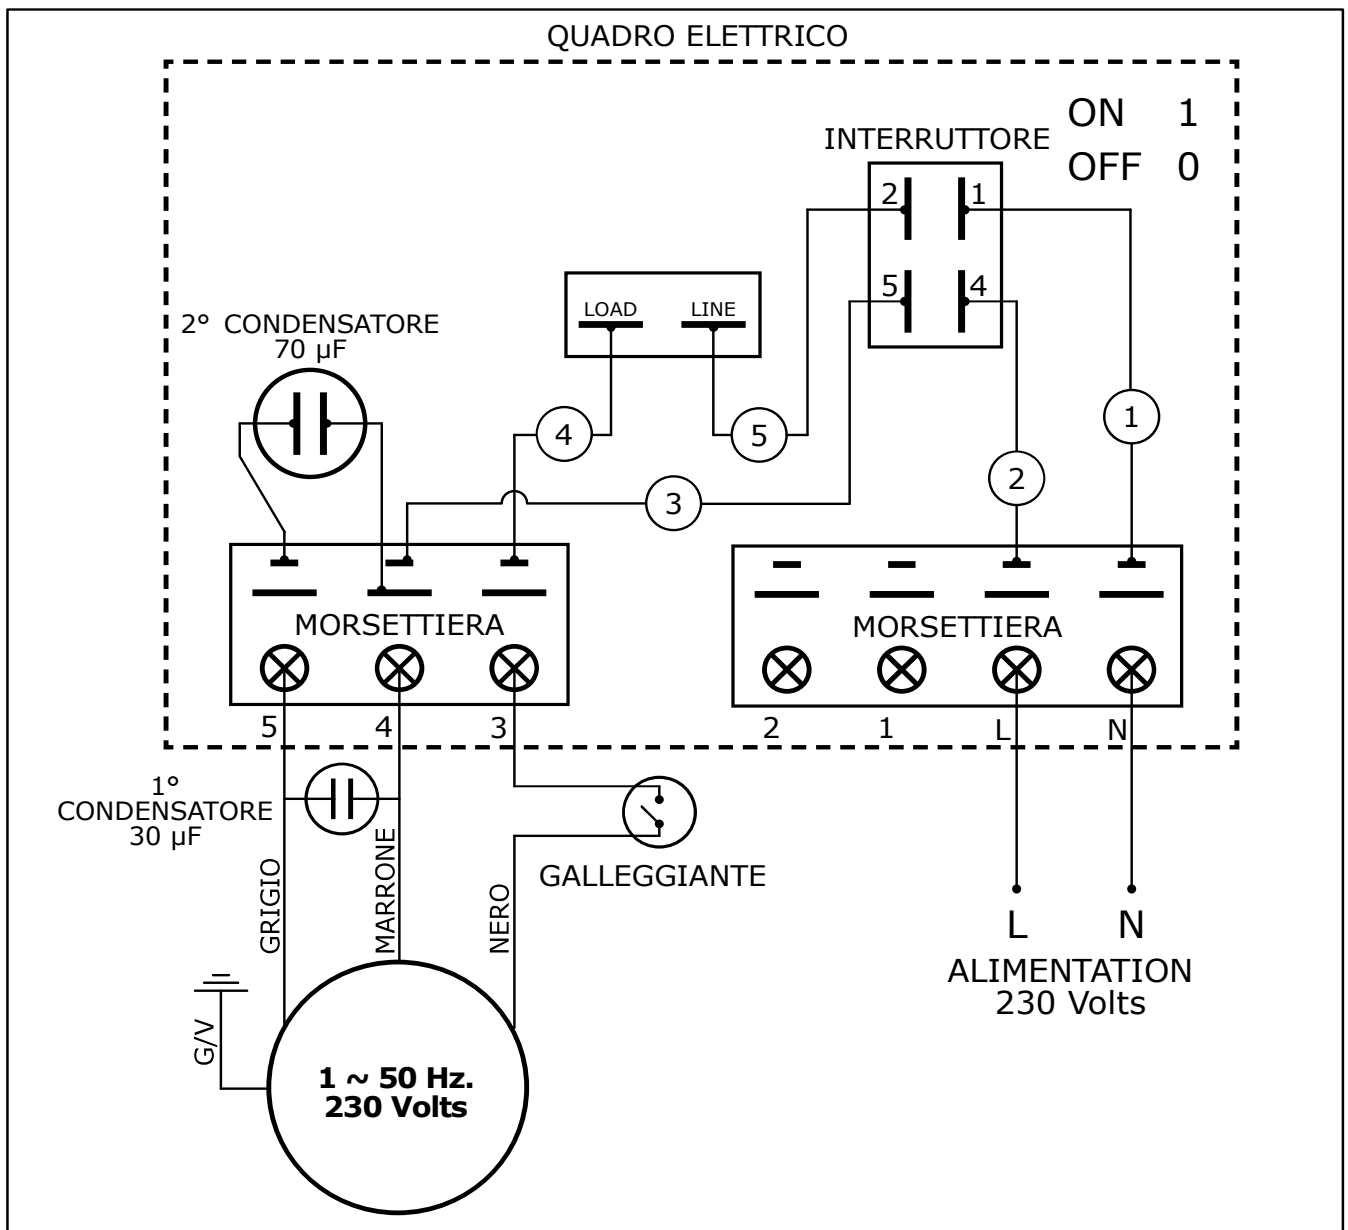 QUADRO ELETTRICO
ON 1
OFF 0
INTERRUTTORE
2 1
5 4
LOAD LINE
2° CONDENSATORE
70 µF
4
5
1
2
3
MORSETTIERA
5 4 3
MORSETTIERA
2 1 L N
1°
CONDENSATORE
30 µF
GRIGIO
MARRONE
NERO
GALLEGGIANTE
L N
ALIMENTATION
230 Volts
G/V
1 ~ 50 Hz.
230 Volts